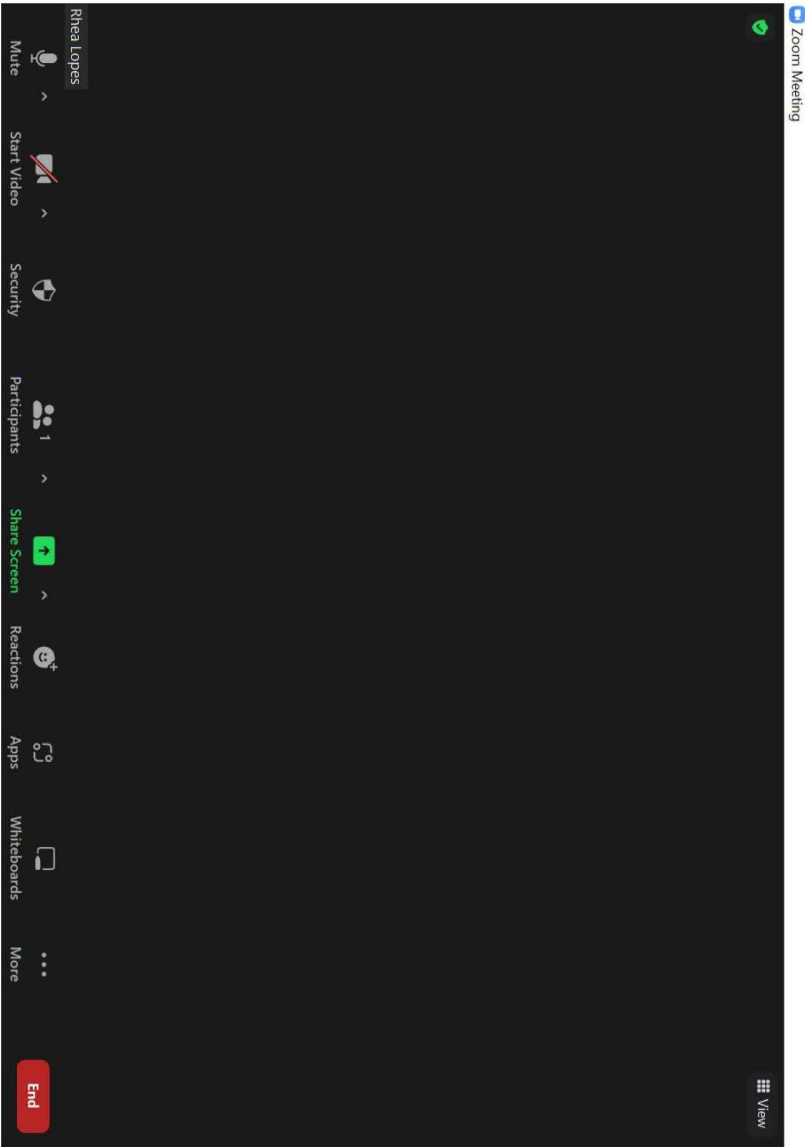 Zoom Meeting
View
Rhea Lopes
1
Mute
Start Video
Security
Participants
Share Screen
Reactions
Apps
Whiteboards
More
End